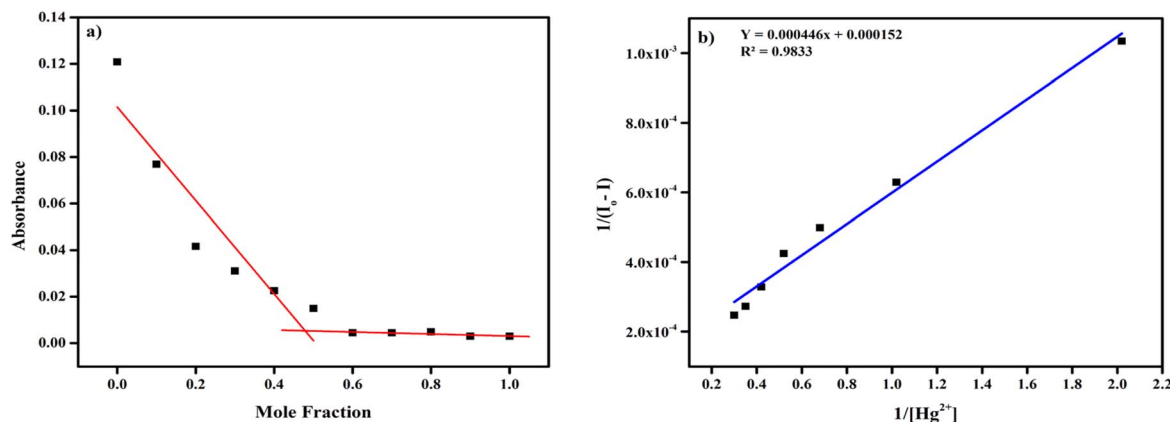 a)
0.14
0.12
0.10
0.08
0.06
0.04
0.02
0.00
Absorbance
0.0 0.2 0.4 0.6 0.8 1.0
Mole Fraction
b)
Y = 0.000446x + 0.000152
R² = 0.9833
1.0x10⁻³
8.0x10⁻⁴
6.0x10⁻⁴
4.0x10⁻⁴
2.0x10⁻⁴
1/(Iₒ- I)
0.2 0.4 0.6 0.8 1.0 1.2 1.4 1.6 1.8 2.0 2.2
1/[Hg²⁺]